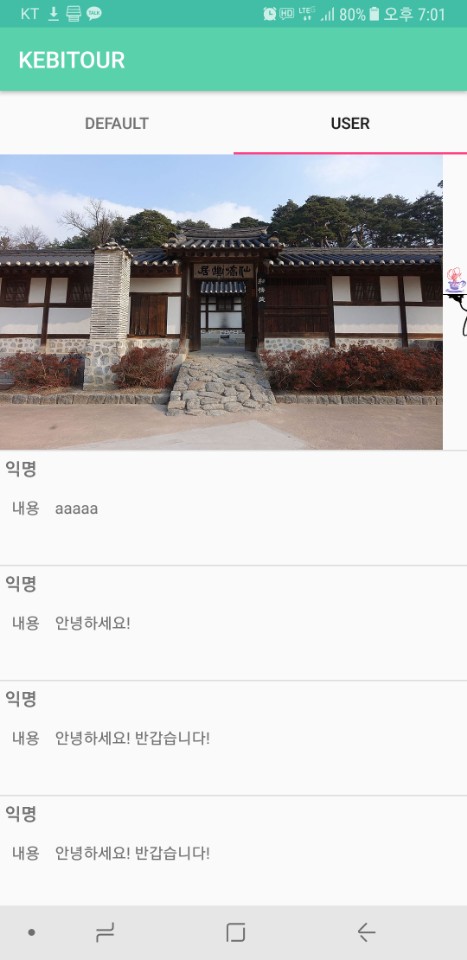 KT 80% 오후 7:01
KEBITOUR
DEFAULT USER
익명
내용 aaaaa
익명
내용 안녕하세요!
익명
내용 안녕하세요! 반갑습니다!
익명
내용 안녕하세요! 반갑습니다!